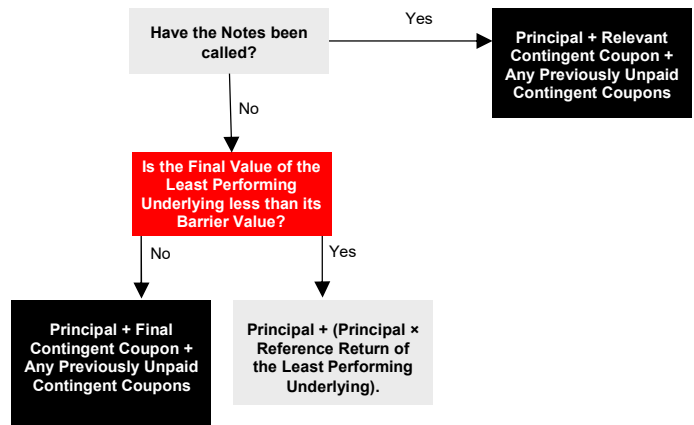 Have the Notes been
called?
Yes
Principal + Relevant
Contingent Coupon +
Any Previously Unpaid
Contingent Coupons
No
Is the Final Value of the
Least Performing
Underlying less than its
Barrier Value?
No
Yes
Principal + Final
Contingent Coupon +
Any Previously Unpaid
Contingent Coupons
Principal + (Principal ×
Reference Return of
the Least Performing
Underlying).